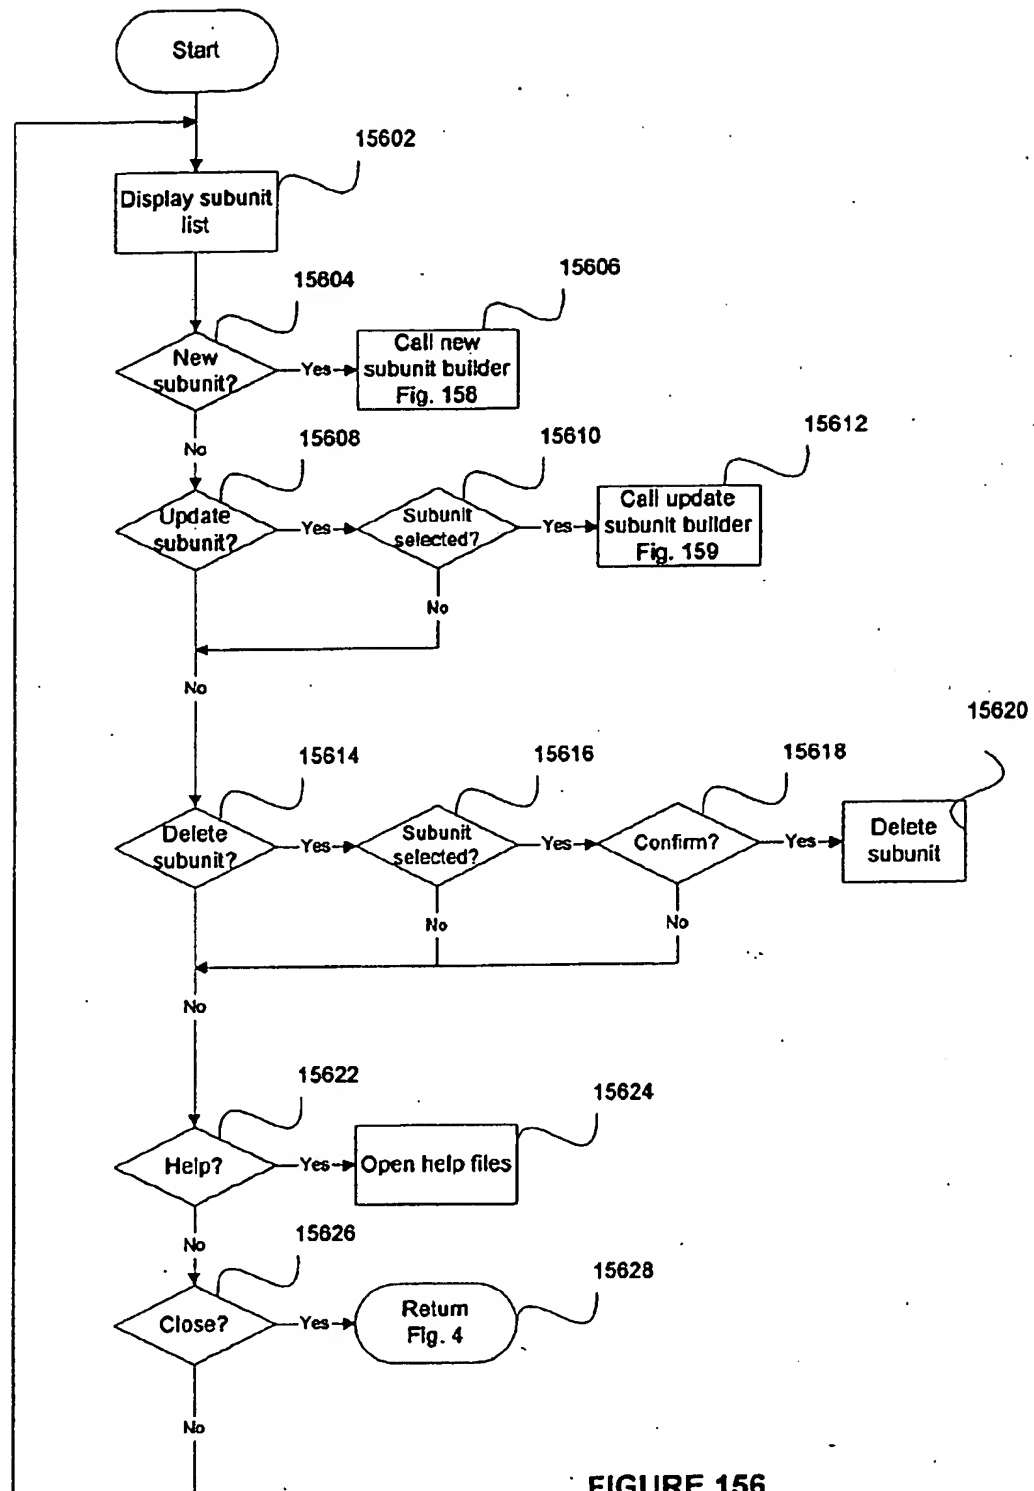 Start
15602
Display subunit
list
15604
15606
New
subunit?
Yes
Call new
subunit builder
Fig. 158
No
15608
15610
15612
Update
subunit?
Yes
Subunit
selected?
Yes
Call update
subunit builder
Fig. 159
No
No
15620
15614
15616
15618
Delete
subunit?
Yes
Subunit
selected?
Yes
Confirm?
Yes
Delete
subunit
No
No
No
15622
15624
Help?
Yes
Open help files
No
15626
15628
Close?
Yes
Return
Fig. 4
No
FIGURE 156